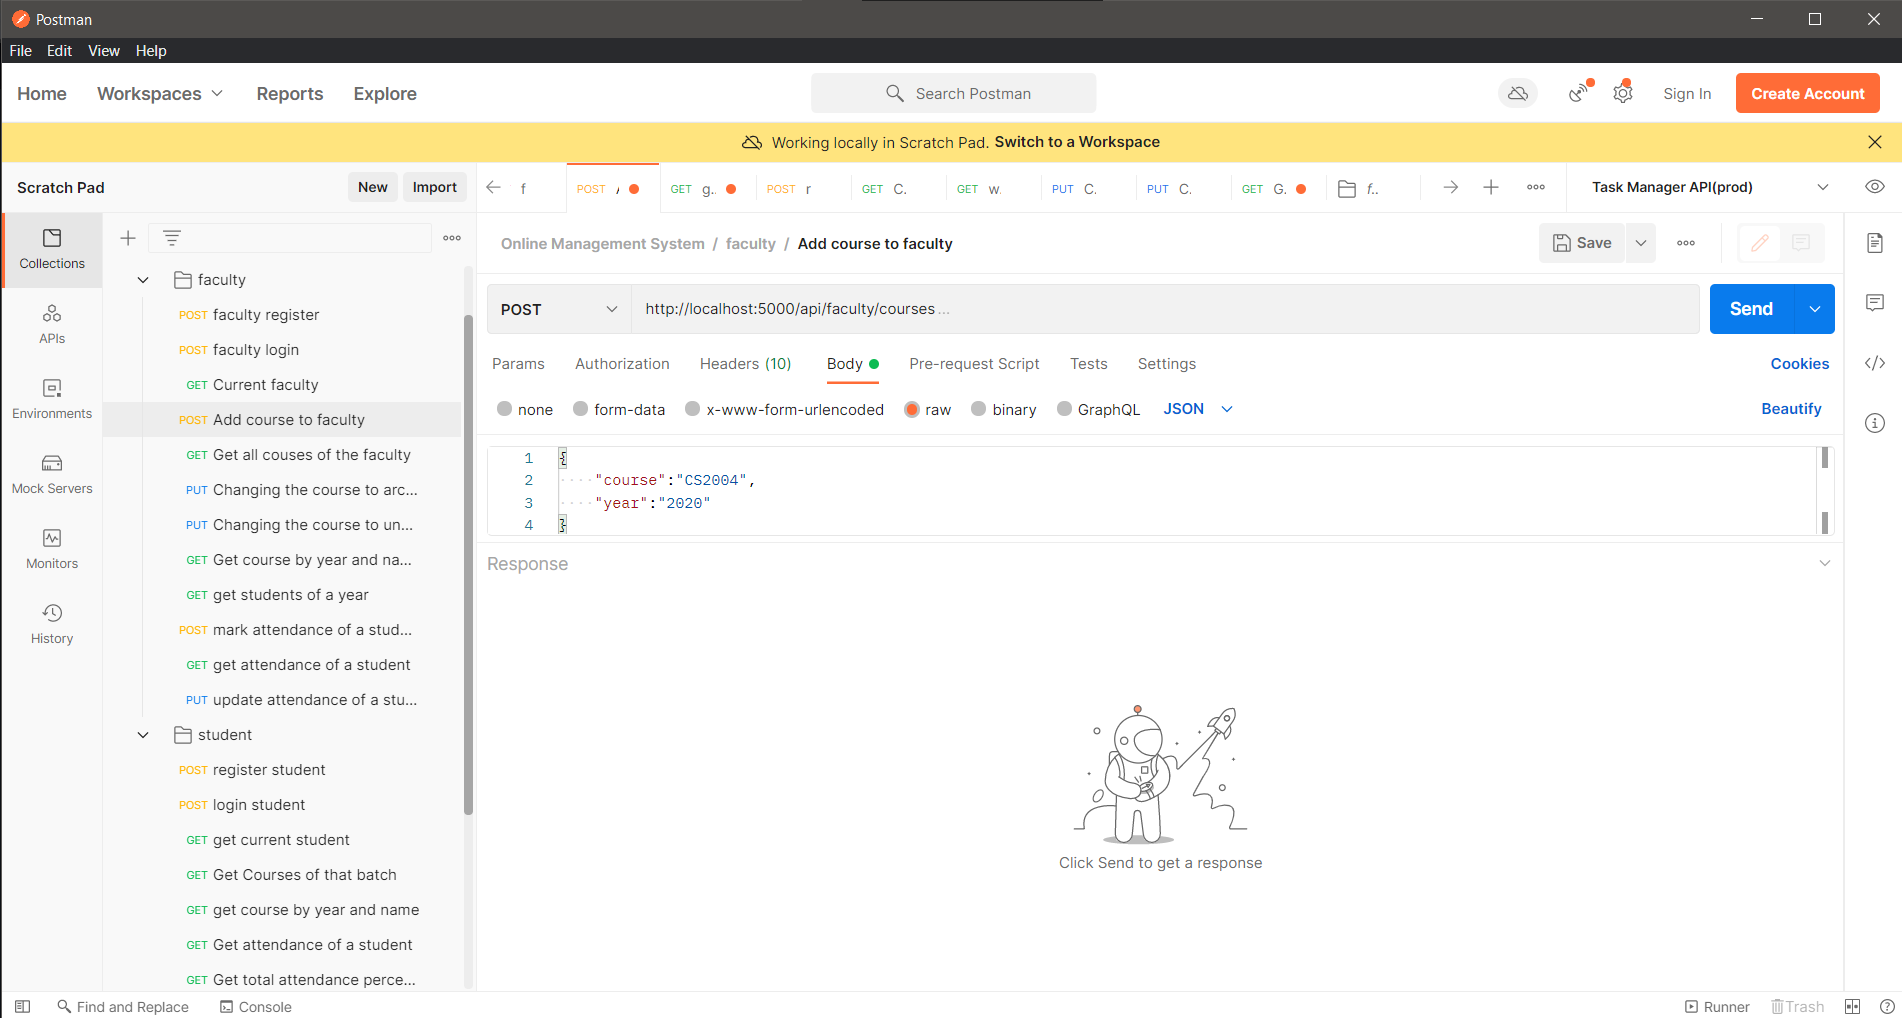 Postman
File Edit View Help
Home Workspaces Reports Explore Search Postman Sign In Create Account
Working locally in Scratch Pad. Switch to a Workspace
Scratch Pad New Import f POST GET g.. POST r GET C. GET w. PUT C. PUT C. GET G. f.. Task Manager API(prod)
Online Management System / faculty / Add course to faculty Save
POST http://localhost:5000/api/faculty/courses... Send
Params Authorization Headers (10) Body Pre-request Script Tests Settings Cookies
none form-data x-www-form-urlencoded raw binary GraphQL JSON Beautify
1 {
2 "course":"CS2004",
3 "year":"2020"
4 }
Response
Click Send to get a response
Collections
APIs
Environments
Mock Servers
Monitors
History
faculty
POST faculty register
POST faculty login
GET Current faculty
POST Add course to faculty
GET Get all couses of the faculty
PUT Changing the course to arc...
PUT Changing the course to un...
GET Get course by year and na...
GET get students of a year
POST mark attendance of a stud...
GET get attendance of a student
PUT update attendance of a stu...
student
POST register student
POST login student
GET get current student
GET Get Courses of that batch
GET get course by year and name
GET Get attendance of a student
GET Get total attendance perce...
Find and Replace Console Runner Trash